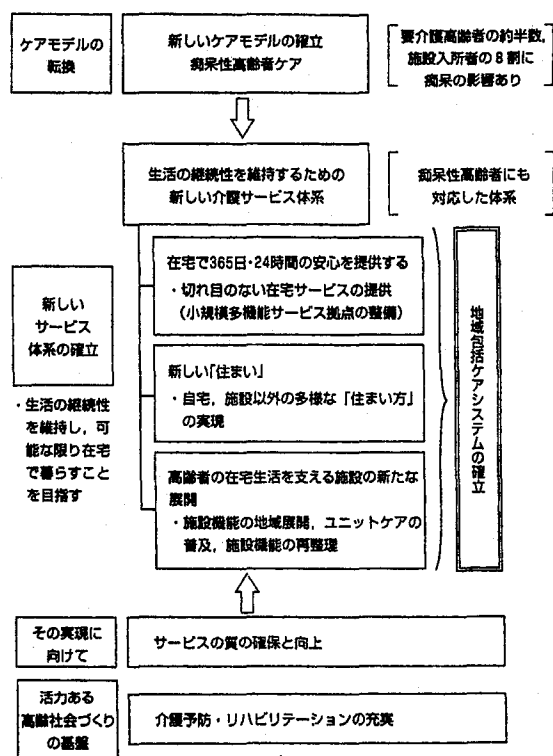 ケアモデルの
転換
新しいケアモデルの確立
痴呆性高齢者ケア
要介護高齢者の約半数,
施設入所者の8割に
痴呆の影響あり
生活の継続性を維持するための
新しい介護サービス体系
痴呆性高齢者にも
対応した体系
新しい
サービス
体系の確立
・生活の継続性
を維持し,可
能な限り在宅
で暮らすこと
を目指す
在宅で365日・24時間の安心を提供する
・切れ目のない在宅サービスの提供
(小規模多機能サービス拠点の整備)
新しい「住まい」
・自宅,施設以外の多様な「住まい方」
の実現
高齢者の在宅生活を支える施設の新たな
展開
・施設機能の地域展開,ユニットケアの
普及,施設機能の再整理
地域包括ケアシステムの確立
その実現に
向けて
サービスの質の確保と向上
活力ある
高齢社会づくり
の基盤
介護予防・リハビリテーションの充実